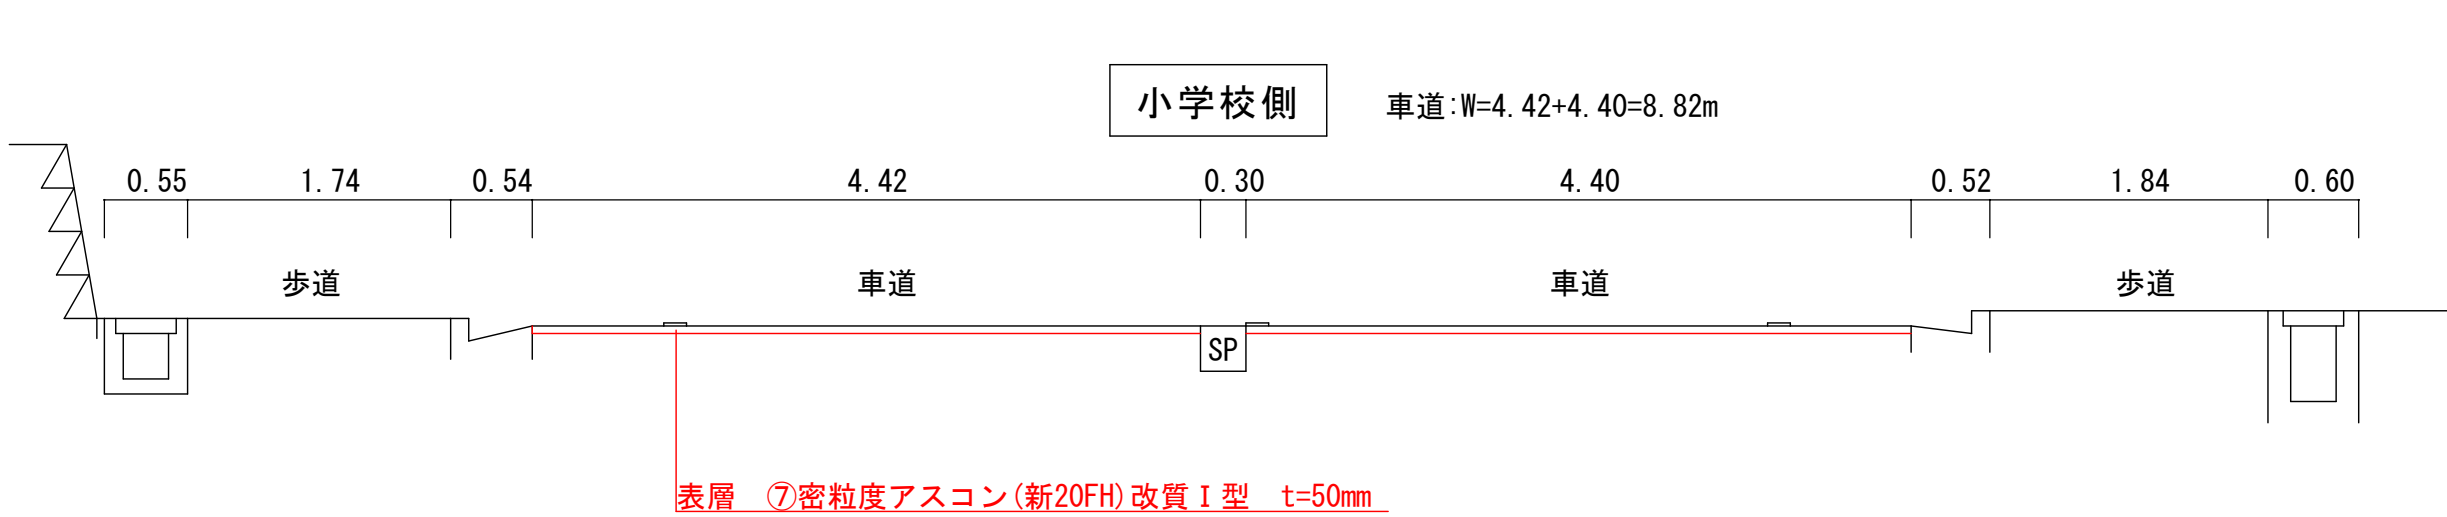 小学校側
車道:W=4.42+4.40=8.82m
0.55 1.74 0.54 4.42 0.30 4.40 0.52 1.84 0.60
歩道 車道 車道 歩道
SP
表層 ⑦密粒度アスコン(新20FH)改質Ⅰ型 t=50mm